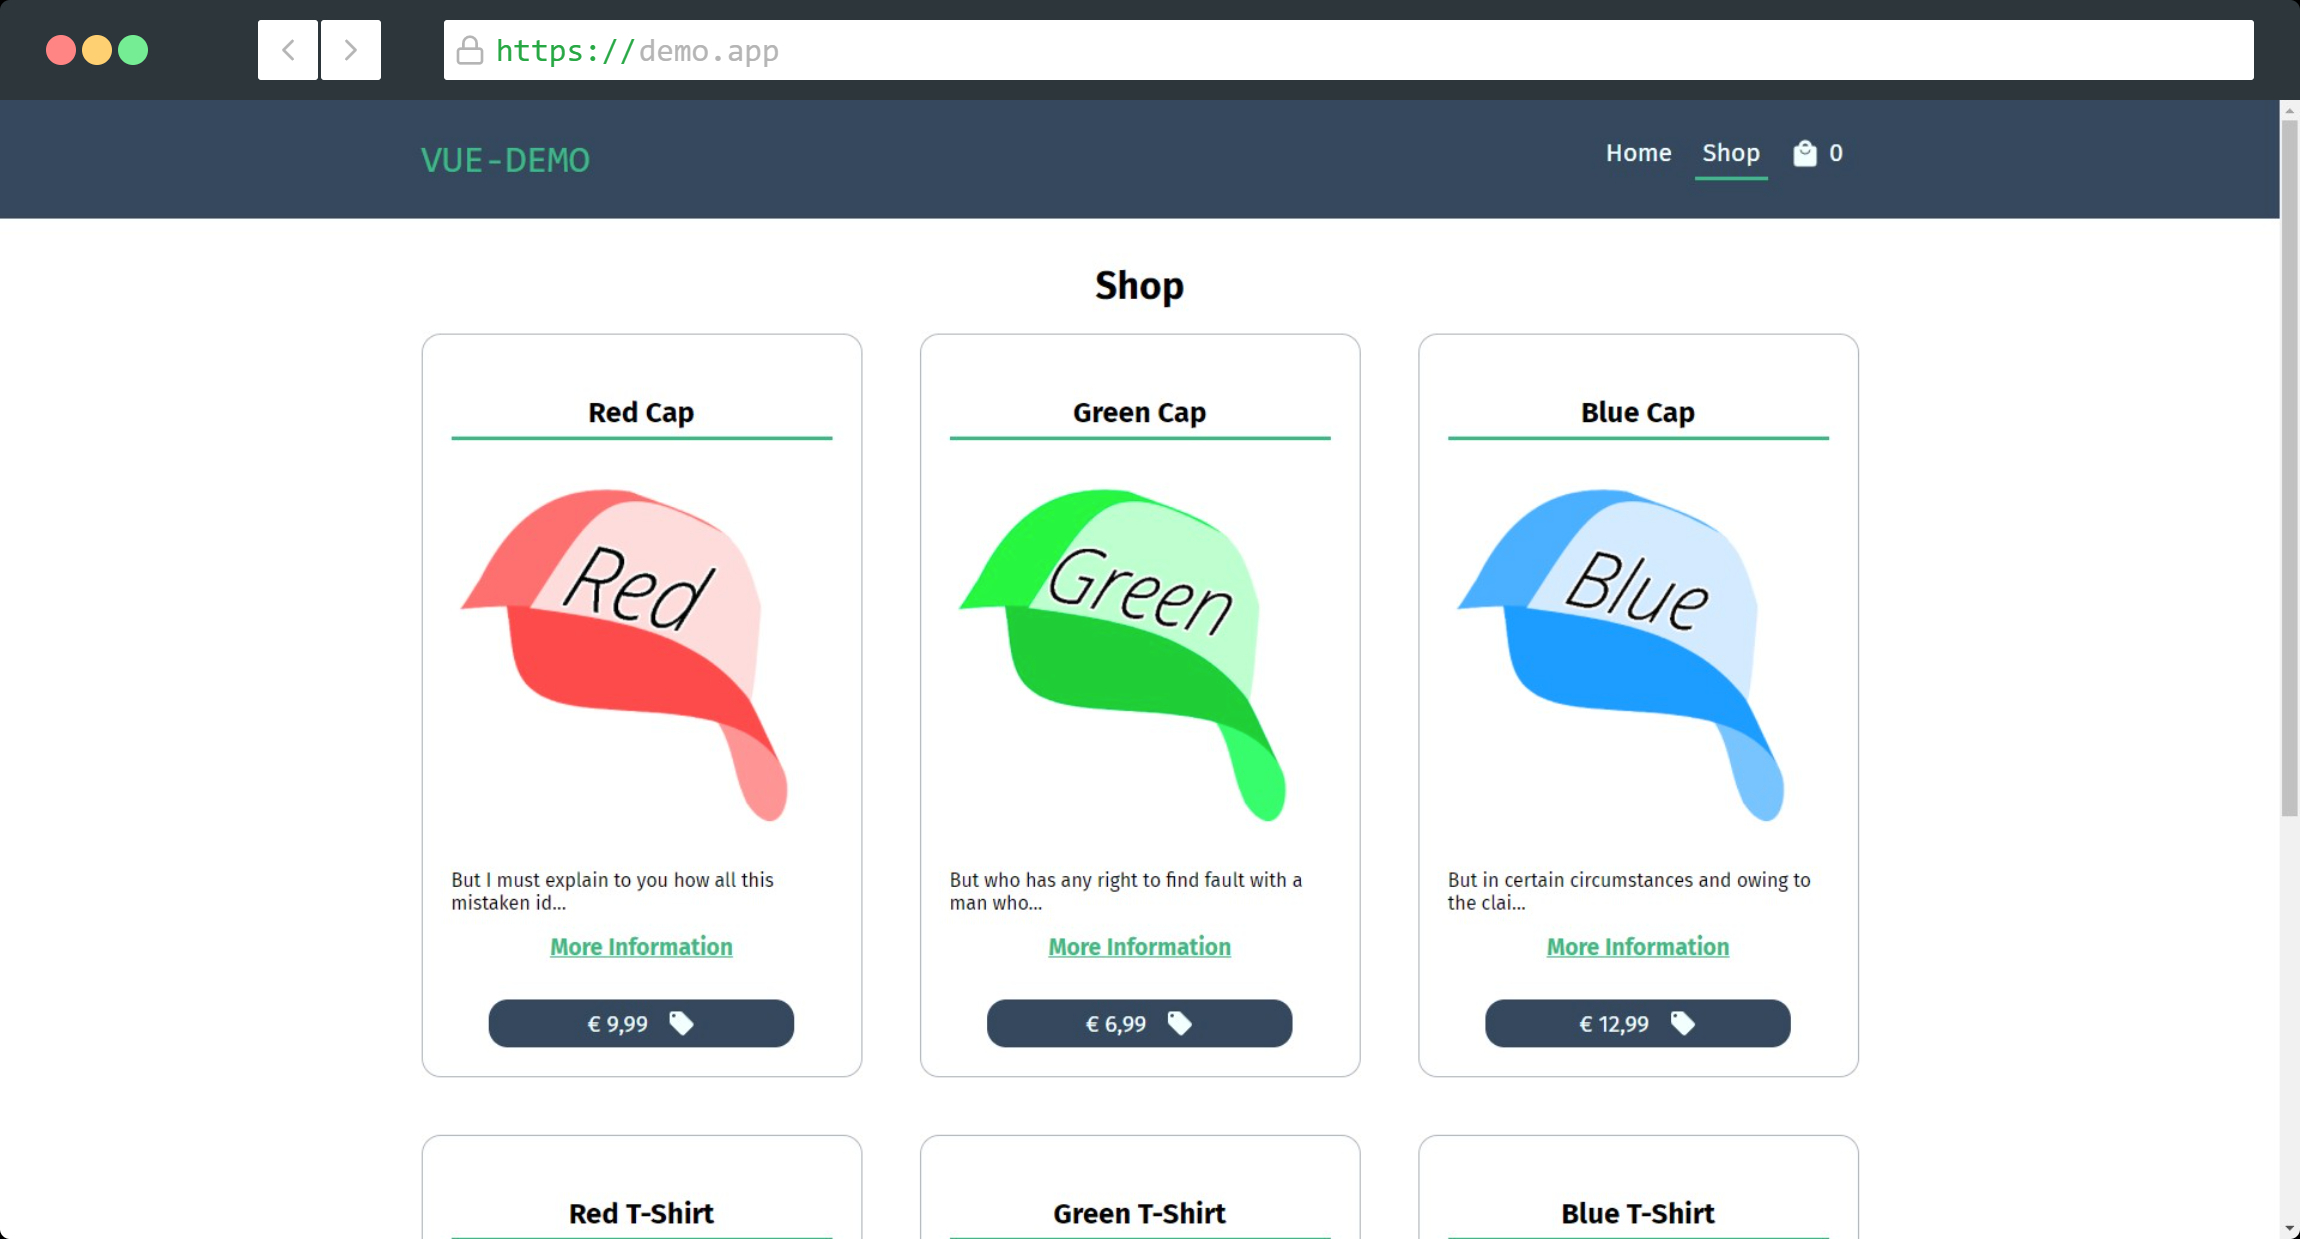 https://demo.app
VUE-DEMO
Home Shop 0
Shop
Red Cap
Green Cap
Blue Cap
Red
Green
Blue
But I must explain to you how all this
mistaken id...
But who has any right to find fault with a
man who...
But in certain circumstances and owing to
the clai...
More Information
More Information
More Information
€ 9,99
€ 6,99
€ 12,99
Red T-Shirt
Green T-Shirt
Blue T-Shirt